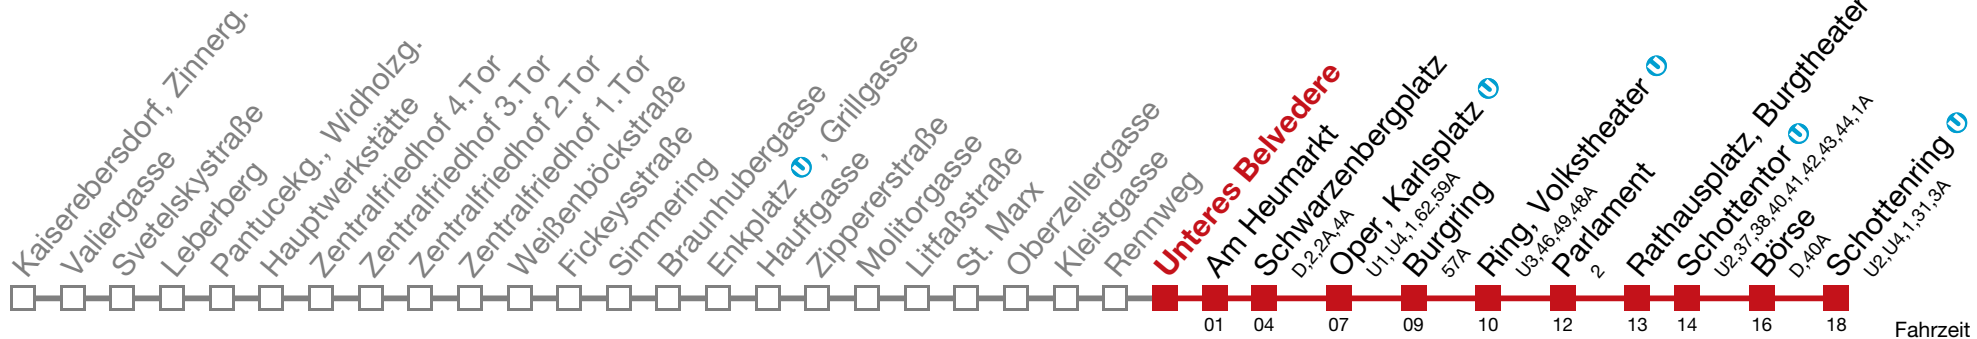 Kaiserebersdorf, Zinnerg.
Valiergasse
Svetelskystraße
Leberberg
Pantucekg., Widholzg.
Hauptwerkstätte
Zentralfriedhof 4.Tor
Zentralfriedhof 3.Tor
Zentralfriedhof 2.Tor
Zentralfriedhof 1.Tor
Weißenböckstraße
Fickeysstraße
Simmering
Braunhubergasse
Enkplatz U, Grillgasse
Hauffgasse
Zippererstraße
Molitorgasse
Litfaßstraße
St. Marx
Oberzellergasse
Kleistgasse
Rennweg
Unteres Belvedere
Am Heumarkt
Schwarzenbergplatz
D,2,2A,4A
Oper, Karlsplatz U
U1,U4,1,62,59A
Burgring
57A
Ring, Volkstheater U
U3,46,49,48A
Parlament
2
Rathausplatz, Burgtheater
Schottentor U
U2,37,38,40,41,42,43,44,1A
Börse
D,40A
Schottenring U
U2,U4,1,31,3A
01 04 07 09 10 12 13 14 16 18
Fahrzeit